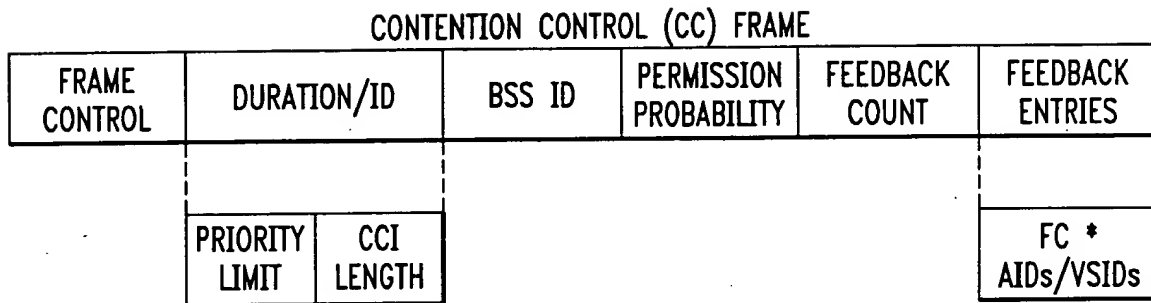 CONTENTION CONTROL (CC) FRAME
FRAME CONTROL
DURATION/ID
BSS ID
PERMISSION PROBABILITY
FEEDBACK COUNT
FEEDBACK ENTRIES
PRIORITY LIMIT
CCI LENGTH
FC *
AIDs/VSIDs